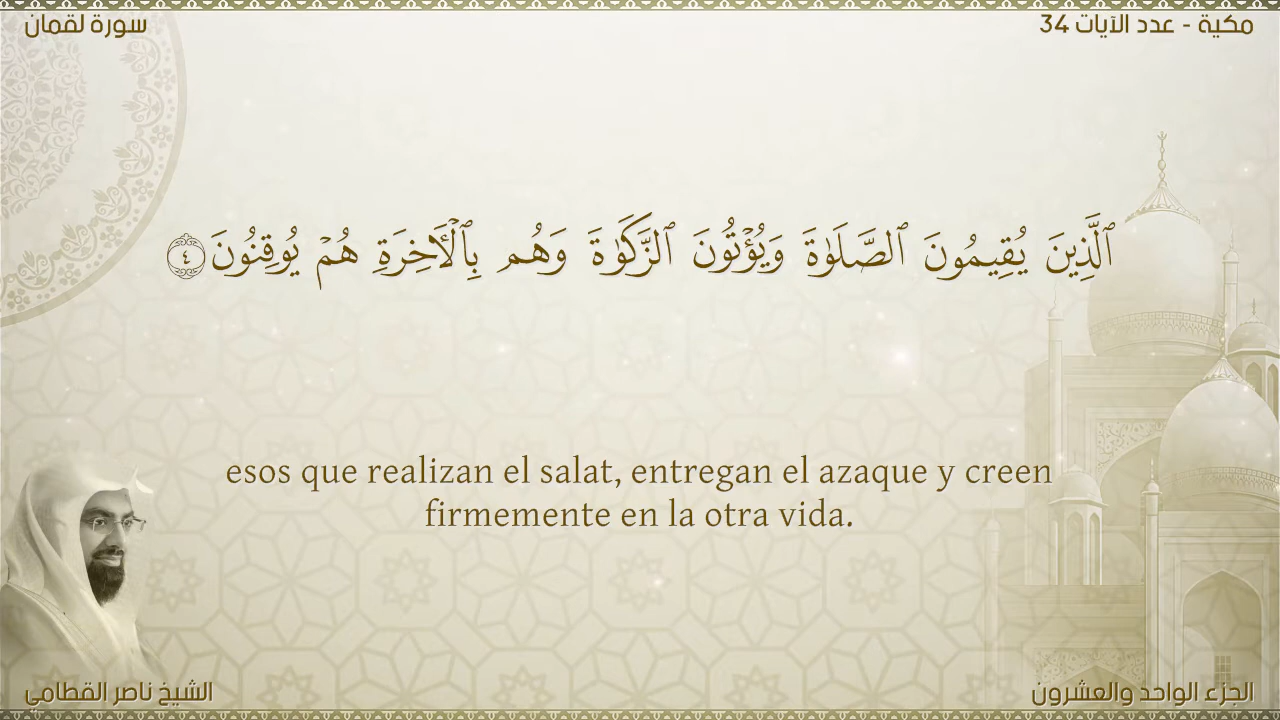 سورة لقمان
مكية - عدد الآيات 34
ٱلَّذِينَ يُقِيمُونَ ٱلصَّلَوٰةَ وَيُؤْتُونَ ٱلزَّكَوٰةَ وَهُم بِٱلْأَخِرَةِ هُمْ يُوقِنُونَ ٤
esos que realizan el salat, entregan el azaque y creen
firmemente en la otra vida.
الشيخ ناصر القطامي
الجزء الواحد والعشرون